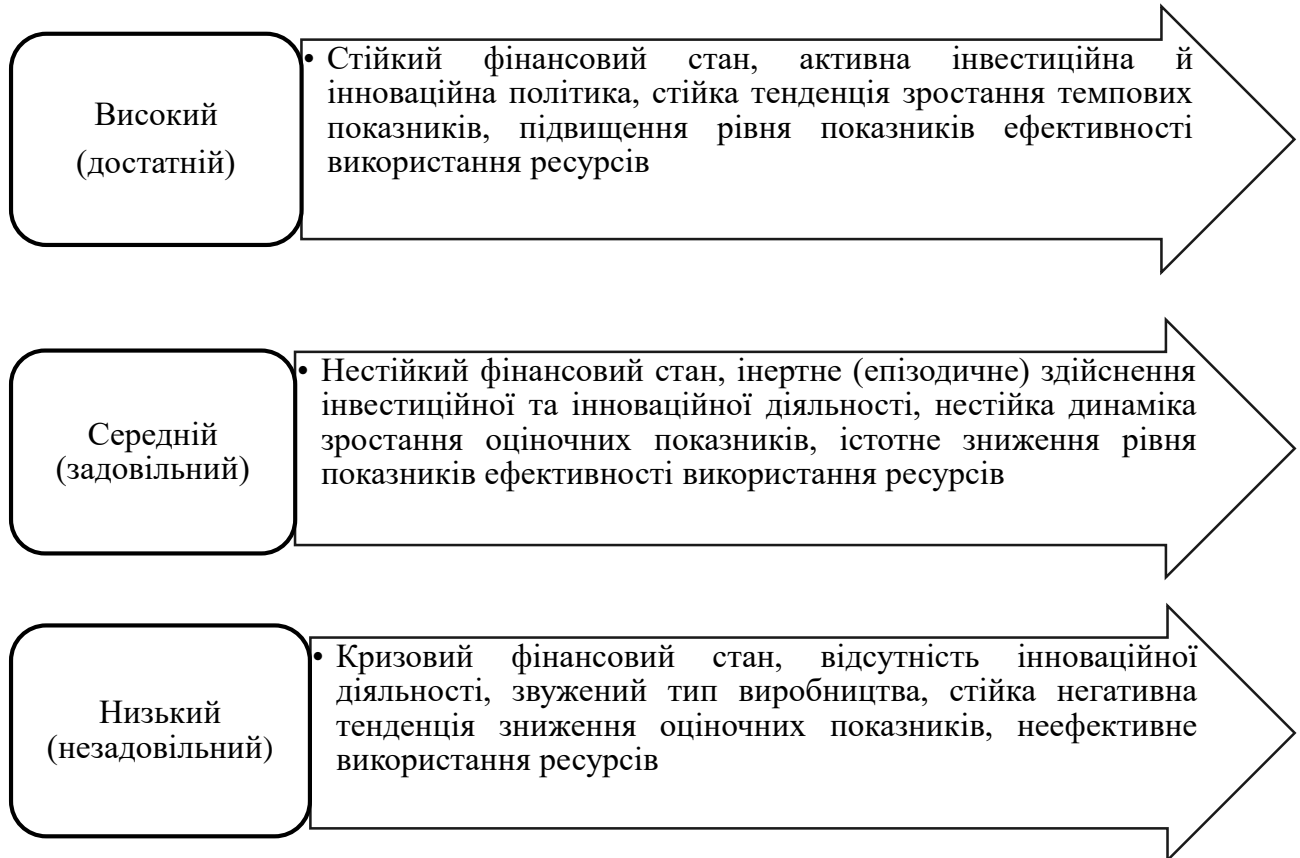 Високий
(достатній)
• Стійкий фінансовий стан, активна інвестиційна й
інноваційна політика, стійка тенденція зростання темпових
показників, підвищення рівня показників ефективності
використання ресурсів
Середній
(задовільний)
• Нестійкий фінансовий стан, інертне (епізодичне) здійснення
інвестиційної та інноваційної діяльності, нестійка динаміка
зростання оціночних показників, істотне зниження рівня
показників ефективності використання ресурсів
Низький
(незадовільний)
• Кризовий фінансовий стан, відсутність інноваційної
діяльності, звужений тип виробництва, стійка негативна
тенденція зниження оціночних показників, неефективне
використання ресурсів